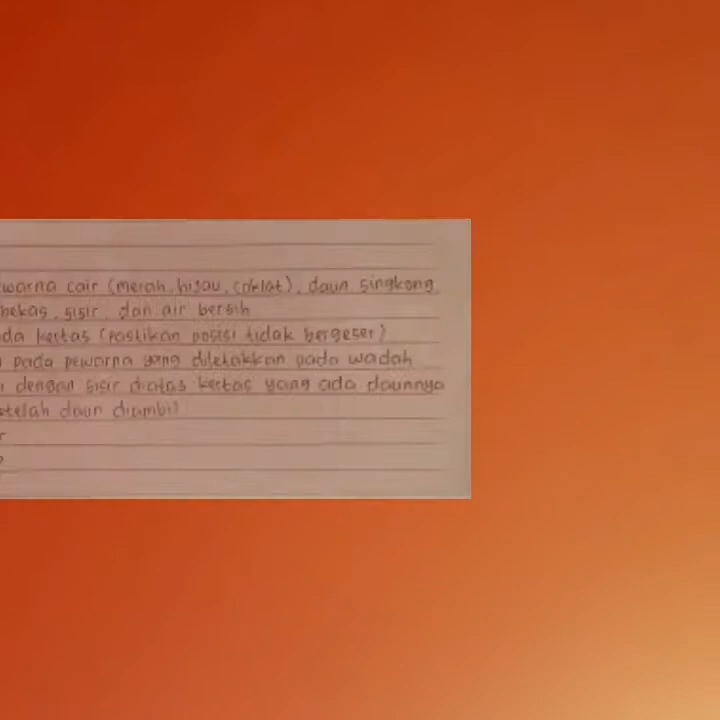 warna cair (merah, hijau, coklat), daun singkong,
bekas, sisir, dan air bersih
da kertas (pastikan posisi tidak bergeser)
pada pewarna yang diletakkan pada wadah
dengan sisir diatas kertas yang ada daunnya
telah daun diambil